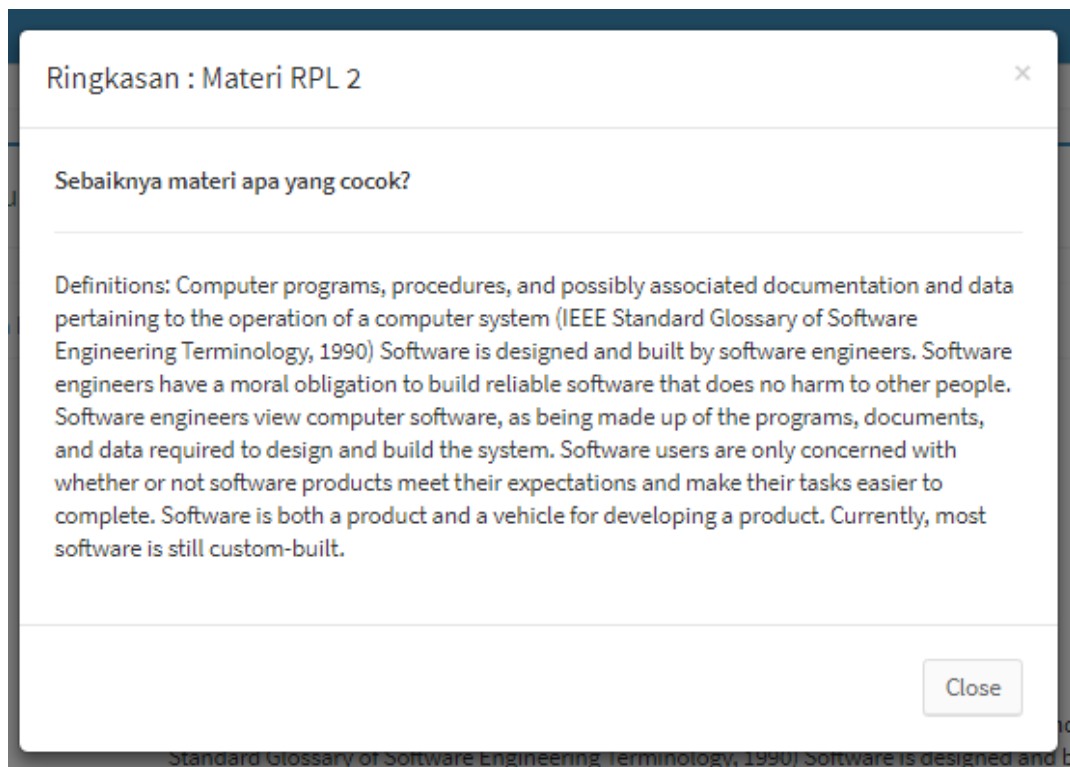 Ringkasan : Materi RPL 2
×
Sebaiknya materi apa yang cocok?
Definitions: Computer programs, procedures, and possibly associated documentation and data
pertaining to the operation of a computer system (IEEE Standard Glossary of Software
Engineering Terminology, 1990) Software is designed and built by software engineers. Software
engineers have a moral obligation to build reliable software that does no harm to other people.
Software engineers view computer software, as being made up of the programs, documents,
and data required to design and build the system. Software users are only concerned with
whether or not software products meet their expectations and make their tasks easier to
complete. Software is both a product and a vehicle for developing a product. Currently, most
software is still custom-built.
Close
Standard Glossary of Software Engineering Terminology, 1990) Software is designed and